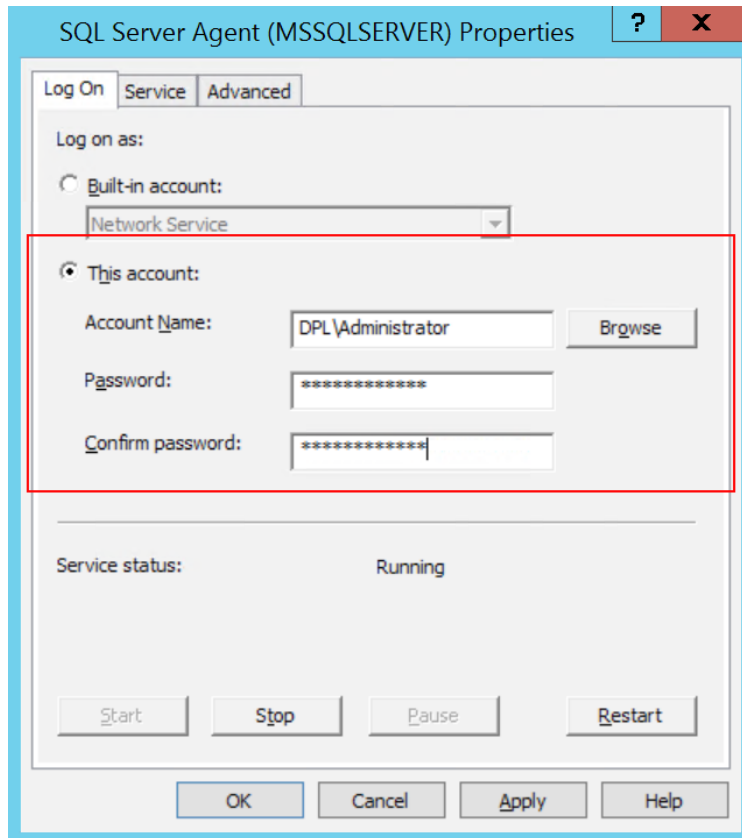 SQL Server Agent (MSSQLSERVER) Properties ? X
Log On Service Advanced
Log on as:
Built-in account:
Network Service
This account:
Account Name: DPL\Administrator Browse
Password: ************
Confirm password: ************
Service status: Running
Start Stop Pause Restart
OK Cancel Apply Help